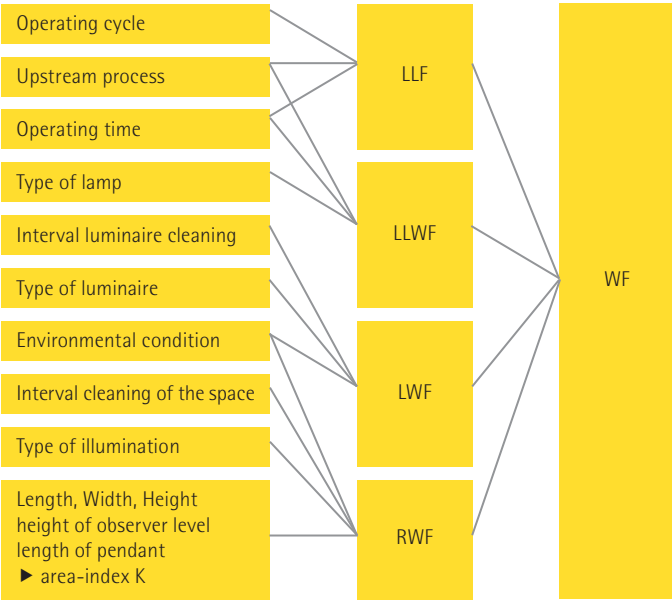 Operating cycle
Upstream process
Operating time
Type of lamp
Interval luminaire cleaning
Type of luminaire
Environmental condition
Interval cleaning of the space
Type of illumination
Length, Width, Height
height of observer level
length of pendant
▶ area-index K
LLF
LLWF
LWF
RWF
WF